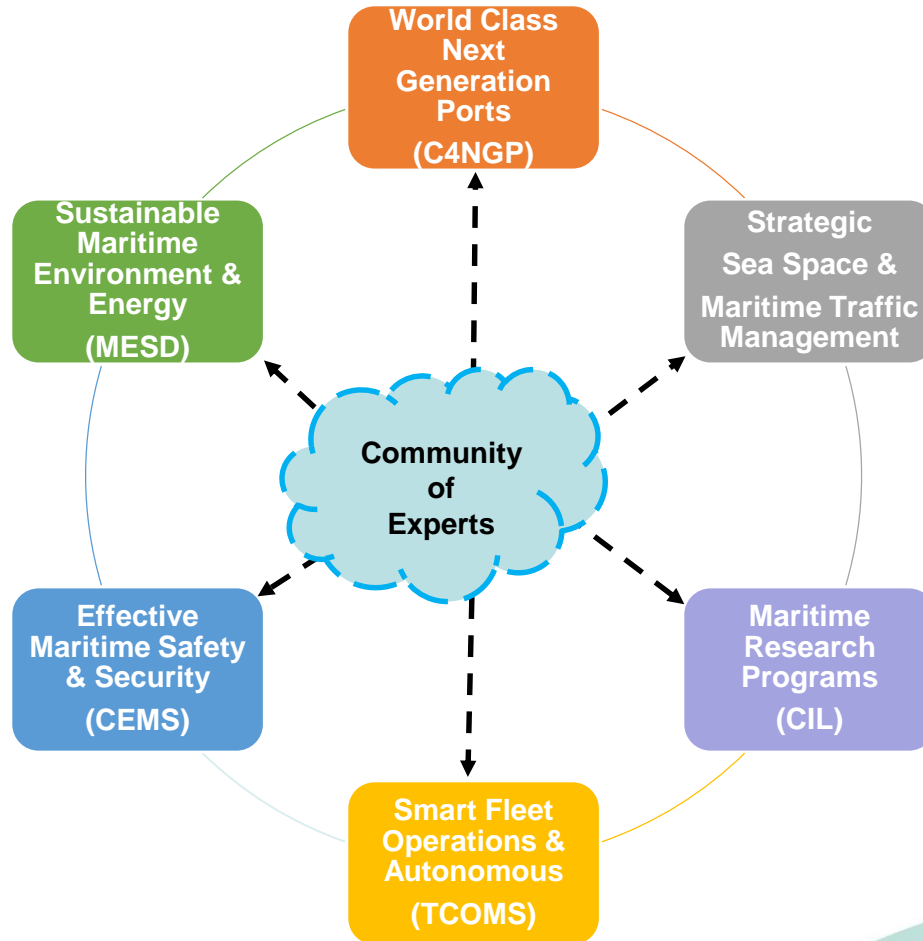 World Class
Next
Generation
Ports
(C4NGP)
Strategic
Sea Space &
Maritime Traffic
Management
Maritime
Research
Programs
(CIL)
Smart Fleet
Operations &
Autonomous
(TCOMS)
Effective
Maritime Safety
& Security
(CEMS)
Sustainable
Maritime
Environment &
Energy
(MESD)
Community
of
Experts